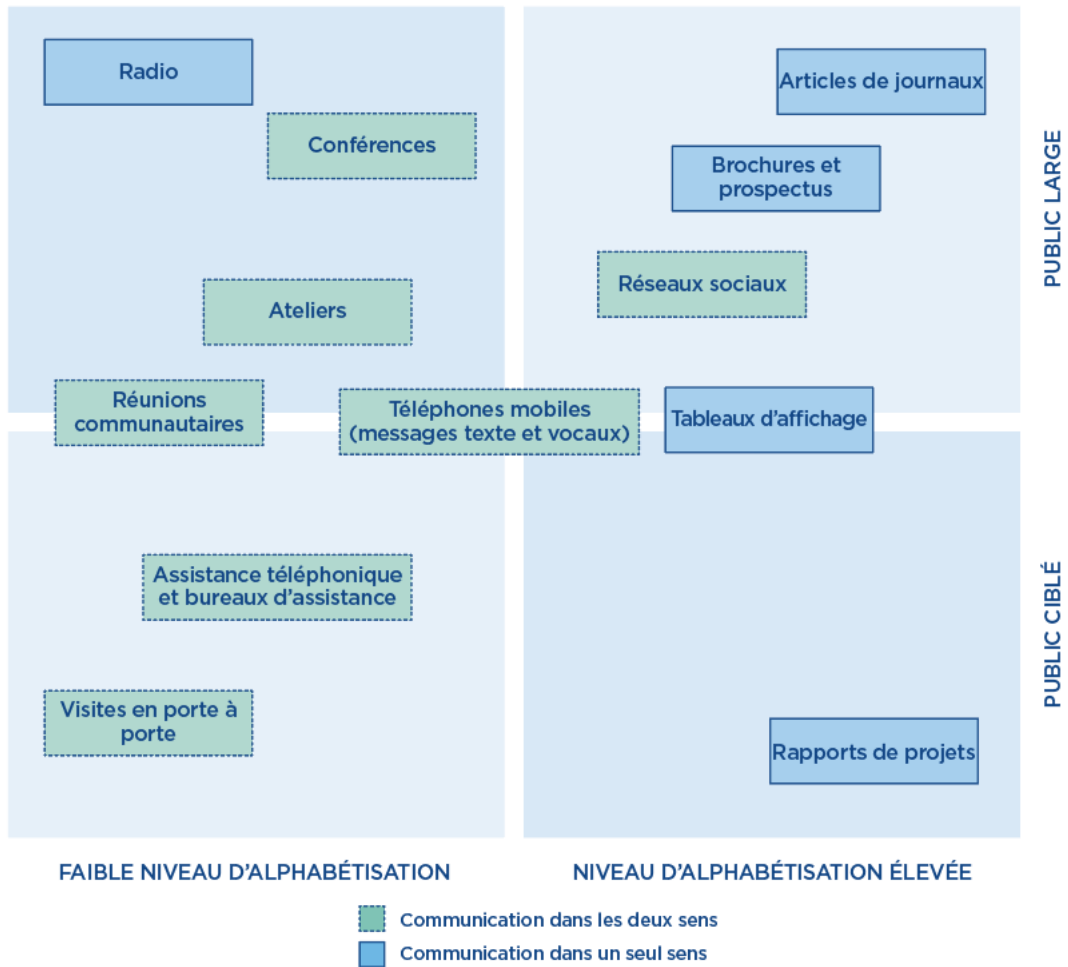 Radio
Articles de journaux
Conférences
Brochures et
prospectus
Réseaux sociaux
Ateliers
PUBLIC LARGE
Réunions
communautaires
Téléphones mobiles
(messages texte et vocaux)
Tableaux d’affichage
Assistance téléphonique
et bureaux d’assistance
Visites en porte à
porte
Rapports de projets
PUBLIC CIBLÉ
FAIBLE NIVEAU D’ALPHABÉTISATION
NIVEAU D’ALPHABÉTISATION ÉLEVÉE
Communication dans les deux sens
Communication dans un seul sens